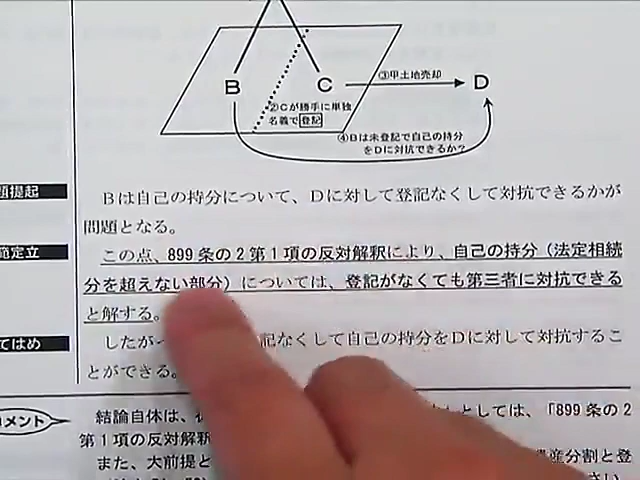 B
C
③甲土地売却
D
②Cが勝手に単独
名義で登記
④Bは未登記で自己の持分
をDに対抗できるか?
題提起
Bは自己の持分について、Dに対して登記なくして対抗できるかが
問題となる。
範定立
この点、899条の2第1項の反対解釈により、自己の持分（法定相続
分を超えない部分）については、登記がなくても第三者に対抗できる
と解する。
てはめ
したがっ 記なくして自己の持分をDに対して対抗するこ
とができる。
コメント
結論自体は、 としては、「899条の2
第1項の反対解釈 産分割と登
また、大前提と